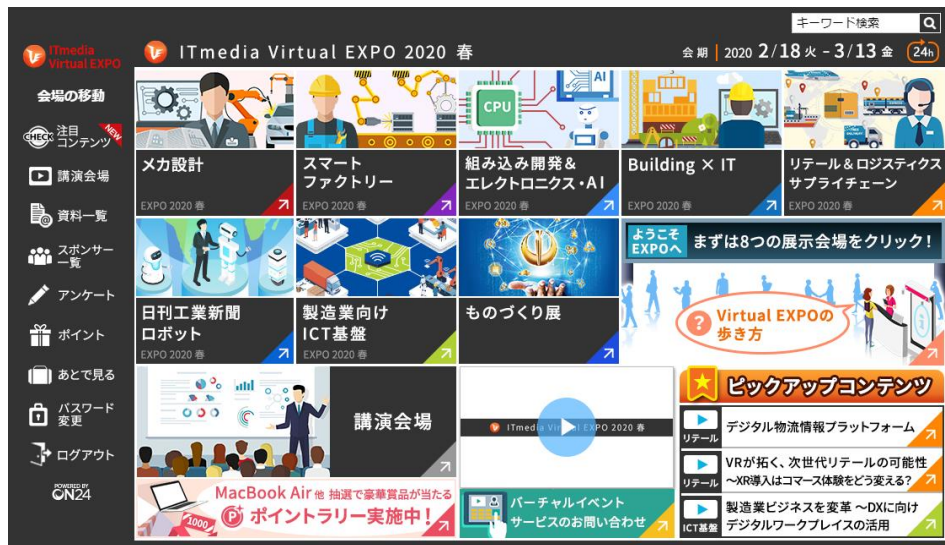 キーワード検索
ITmedia
Virtual EXPO
ITmedia Virtual EXPO 2020 春
会期 2020 2/18 火 - 3/13 金 24h
会場の移動
CHECK 注目
コンテンツ
NEW
講演会場
資料一覧
スポンサー
一覧
アンケート
ポイント
あとで見る
パスワード
変更
ログアウト
POWERED BY
ON24
AI
CPU
メカ設計
EXPO 2020 春
スマート
ファクトリー
EXPO 2020 春
組み込み開発&
エレクトロニクス・AI
EXPO 2020 春
Building × IT
EXPO 2020 春
リテール&ロジスティクス
サプライチェーン
EXPO 2020 春
日刊工業新聞
ロボット
EXPO 2020 春
製造業向け
ICT基盤
EXPO 2020 春
ものづくり展
ようこそ
EXPOへ
まずは8つの展示会場をクリック!
? Virtual EXPOの
歩き方
講演会場
ITmedia Virtual EXPO 2020 春
ピックアップコンテンツ
リテール
デジタル物流情報プラットフォーム
リテール
VRが拓く、次世代リテールの可能性
~XR導入はコマース体験をどう変える?
ICT基盤
製造業ビジネスを変革 ~DXに向け
デジタルワークプレイスの活用
MacBook Air 他 抽選で豪華賞品が当たる
P ポイントラリー実施中!
1000
バーチャルイベント
サービスのお問い合わせ